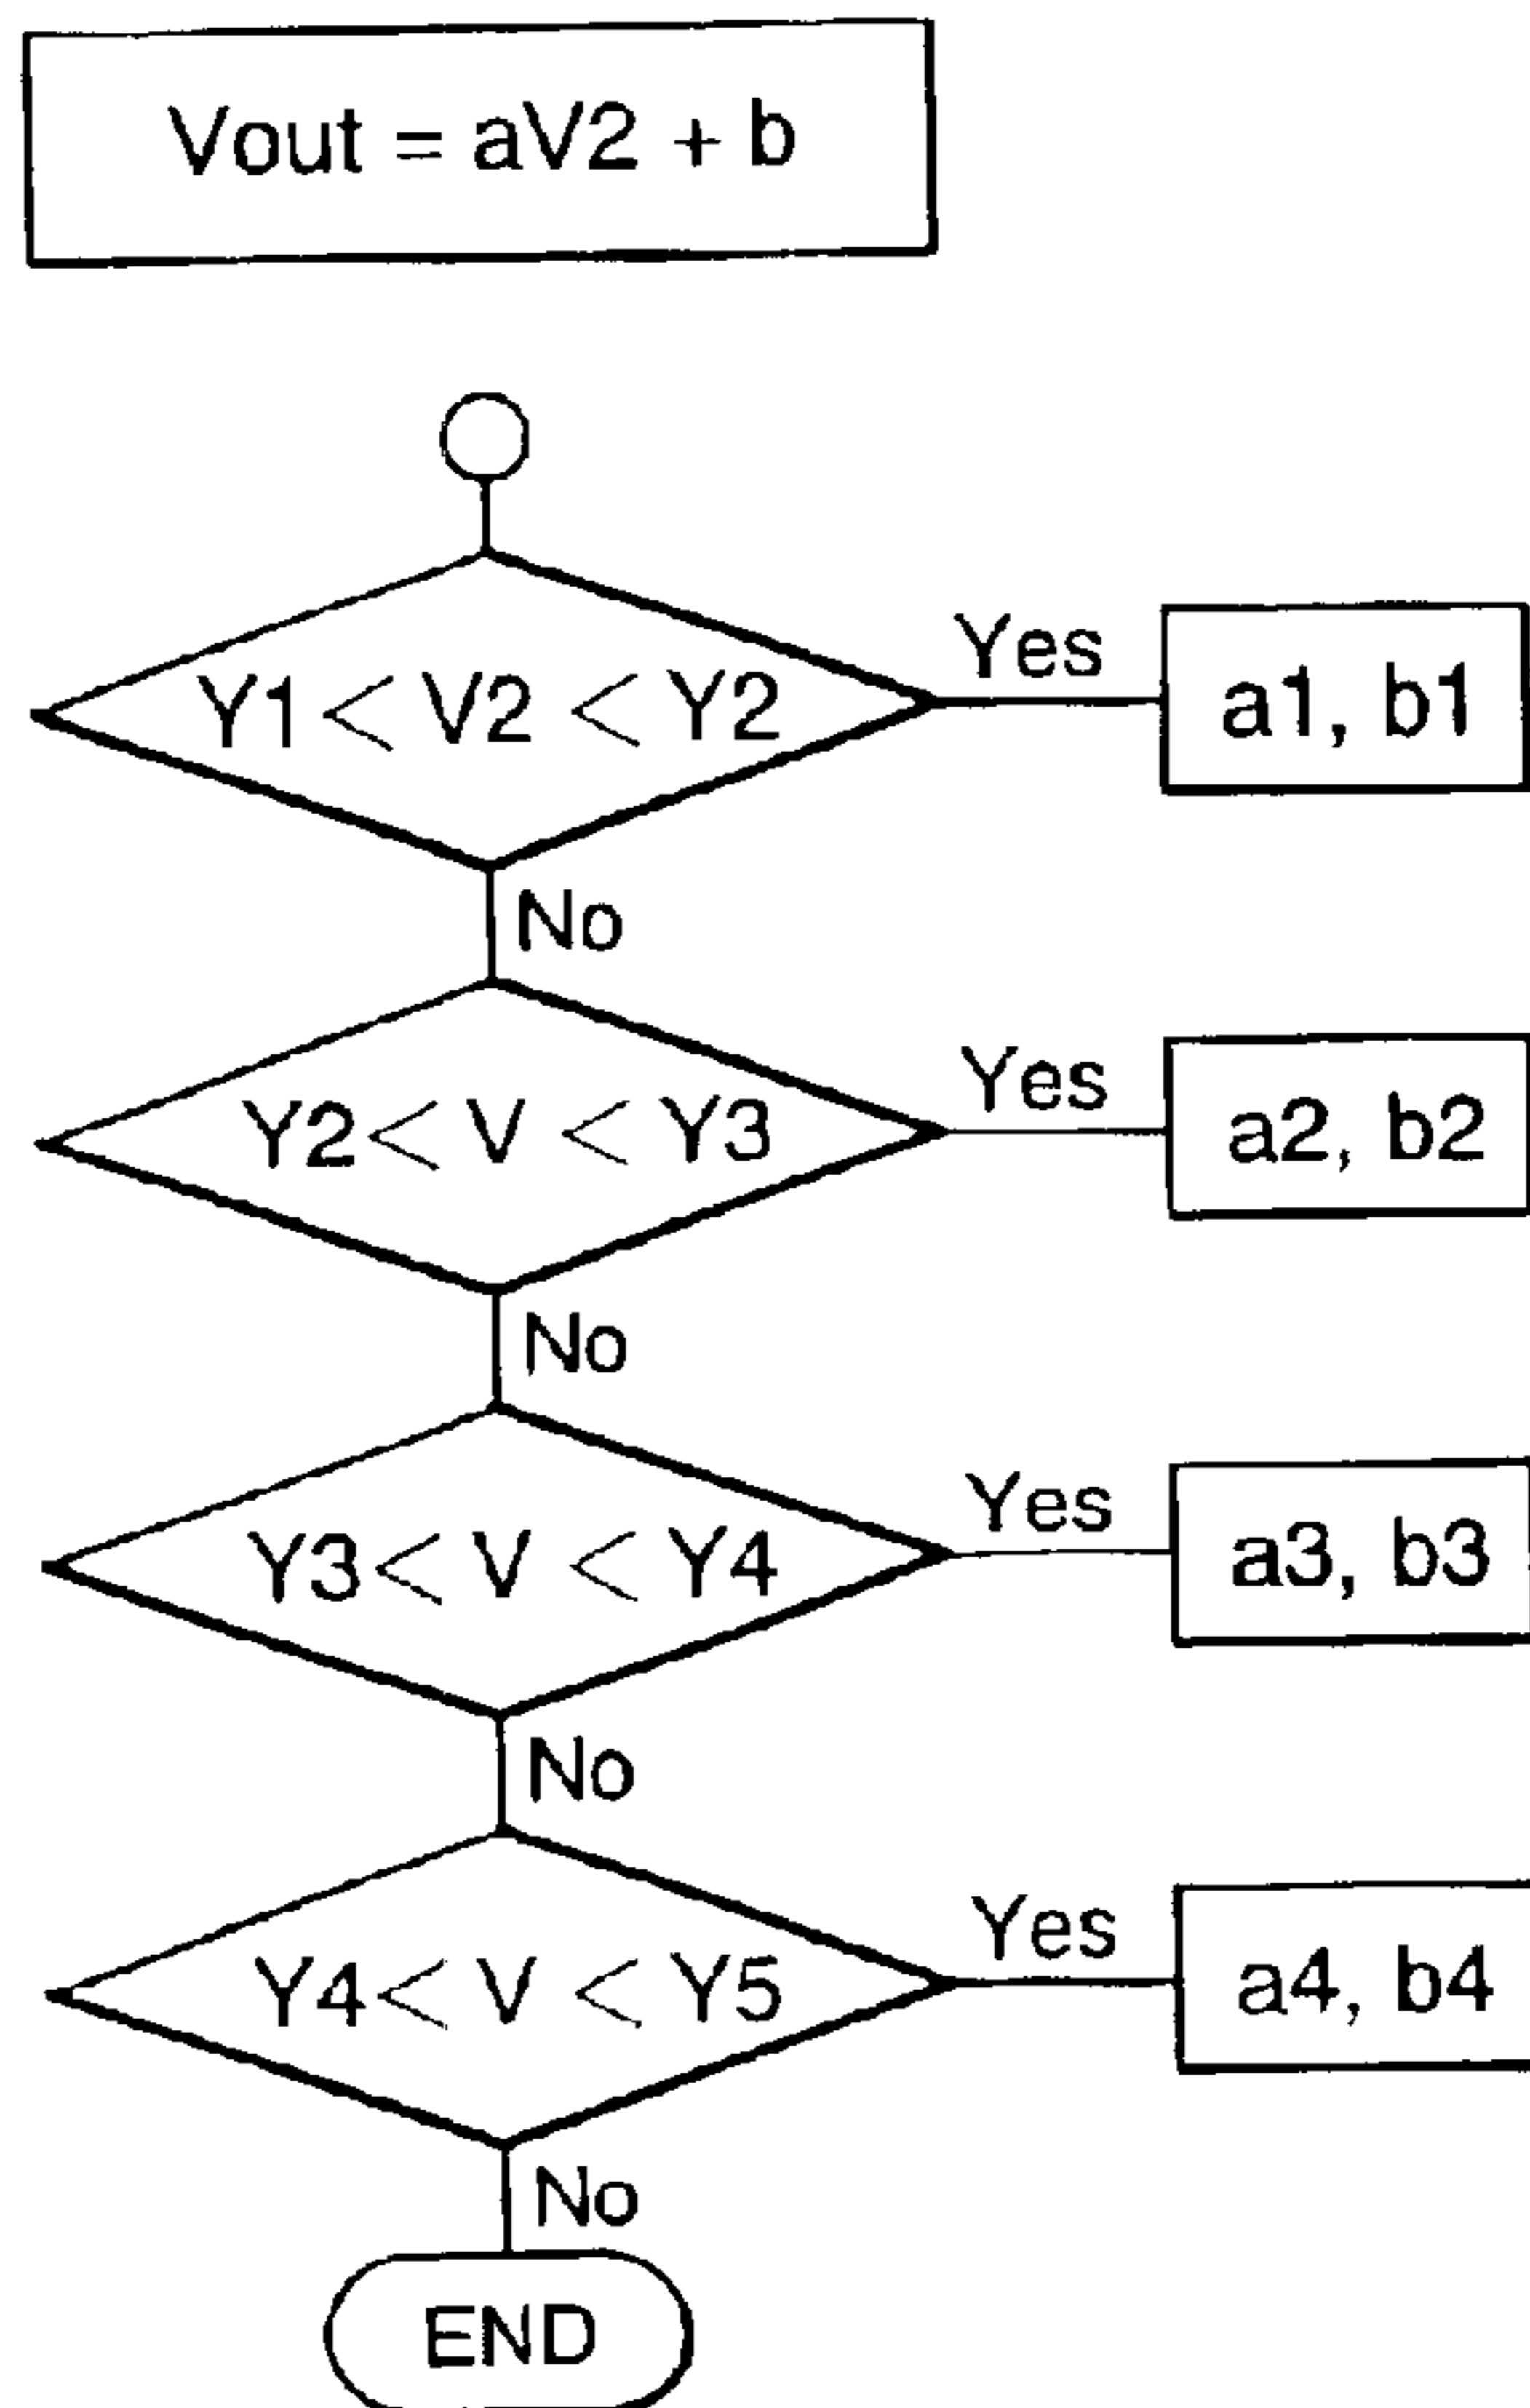 Vout = aV2 + b
Y1 < V2 < Y2
Yes
a1, b1
No
Y2 < V < Y3
Yes
a2, b2
No
Y3 < V < Y4
Yes
a3, b3
No
Y4 < V < Y5
Yes
a4, b4
No
END